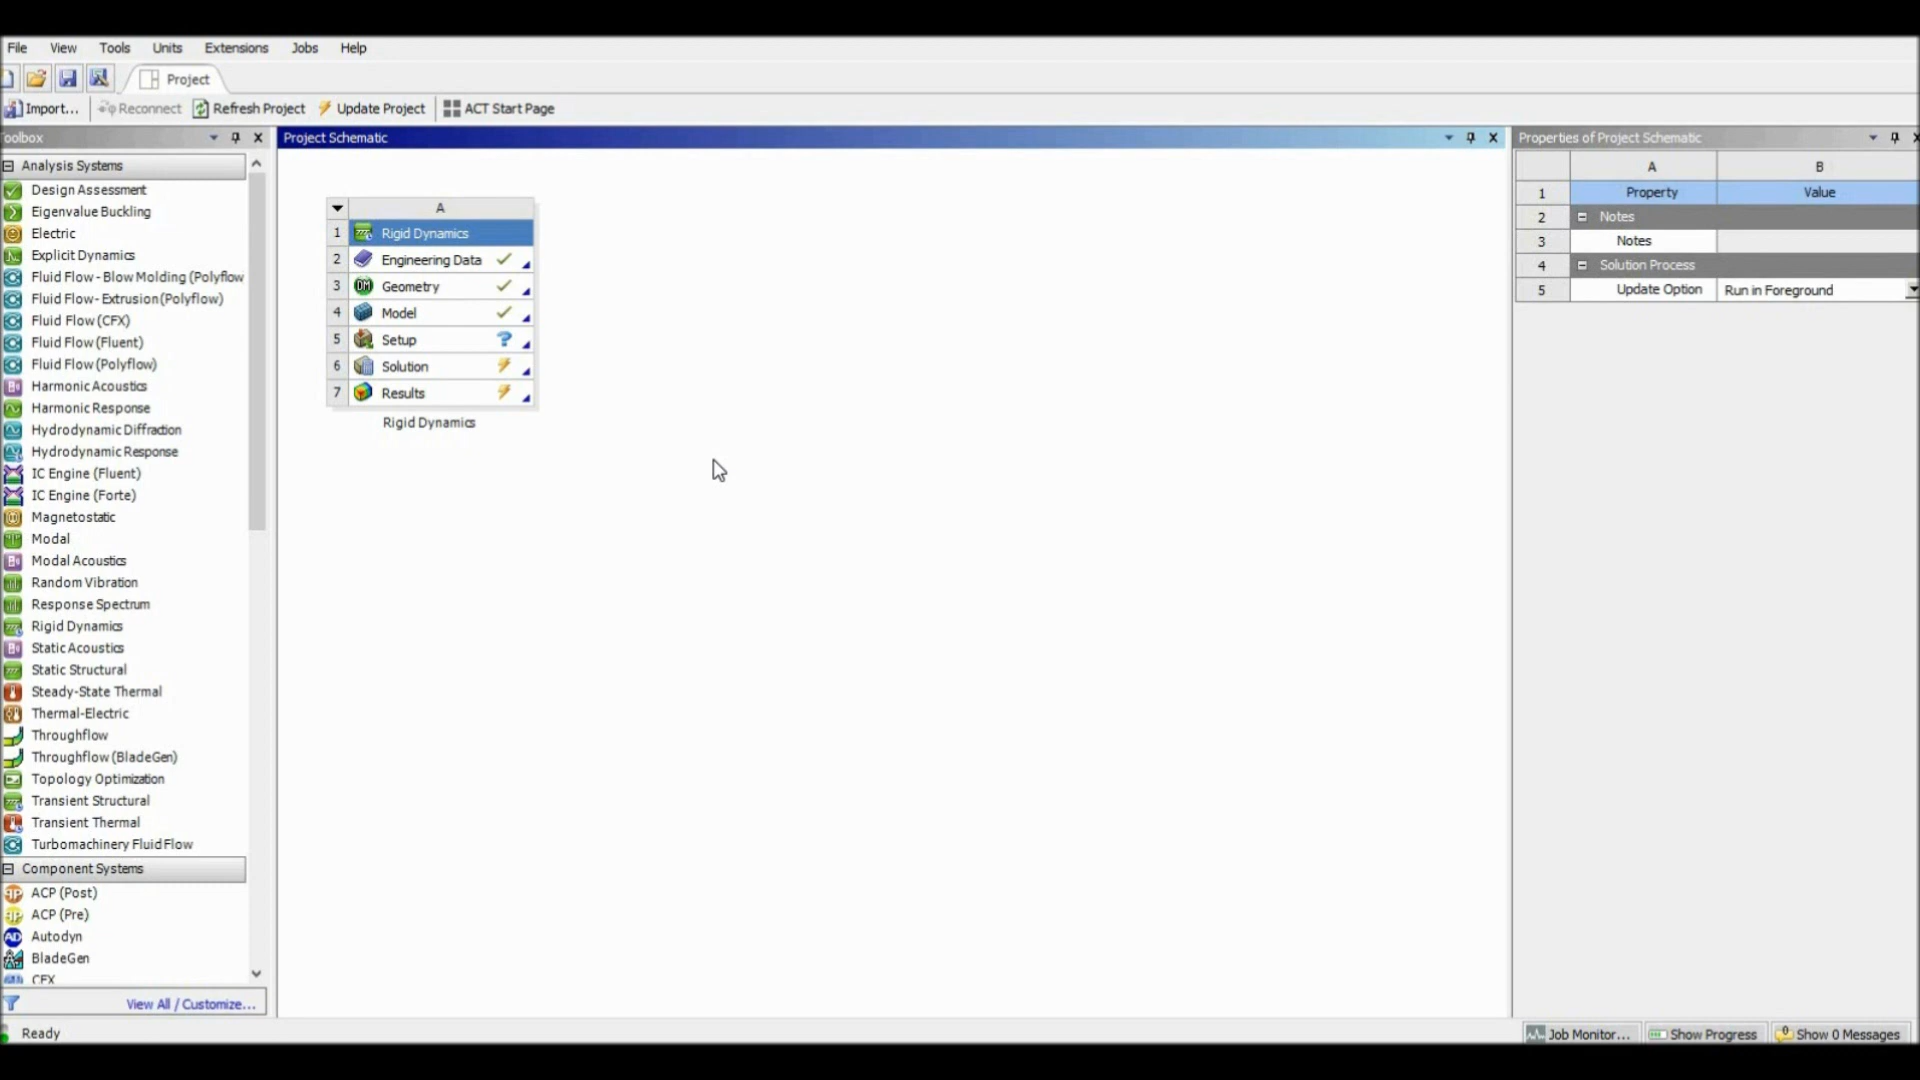 File View Tools Units Extensions Jobs Help
Project
Import... Reconnect Refresh Project Update Project ACT Start Page
oolbox
Analysis Systems
Design Assessment
Eigenvalue Buckling
Electric
Explicit Dynamics
Fluid Flow - Blow Molding (Polyflow
Fluid Flow - Extrusion (Polyflow)
Fluid Flow (CFX)
Fluid Flow (Fluent)
Fluid Flow (Polyflow)
Harmonic Acoustics
Harmonic Response
Hydrodynamic Diffraction
Hydrodynamic Response
IC Engine (Fluent)
IC Engine (Forte)
Magnetostatic
Modal
Modal Acoustics
Random Vibration
Response Spectrum
Rigid Dynamics
Static Acoustics
Static Structural
Steady-State Thermal
Thermal-Electric
Throughflow
Throughflow (BladeGen)
Topology Optimization
Transient Structural
Transient Thermal
Turbomachinery Fluid Flow
Component Systems
ACP (Post)
ACP (Pre)
Autodyn
BladeGen
CFX
View All / Customize...
Project Schematic
A
1 Rigid Dynamics
2 Engineering Data
3 Geometry
4 Model
5 Setup ?
6 Solution
7 Results
Rigid Dynamics
Properties of Project Schematic
A B
1 Property Value
2 Notes
3 Notes
4 Solution Process
5 Update Option Run in Foreground
Ready
Job Monitor... Show Progress Show 0 Messages